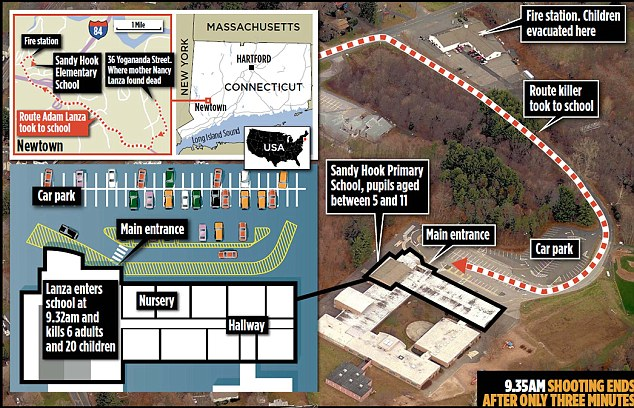 84
1 Mile
Fire station
Sandy Hook
Elementary
School
36 Yogananda Street.
Where mother Nancy
Lanza found dead
Route Adam Lanza
took to school
Newtown
MASSACHUSETTS
NEW YORK
HARTFORD
CONNECTICUT
Newtown
Long Island Sound
USA
Fire station. Children
evacuated here
Route killer
took to school
Sandy Hook Primary
School, pupils aged
between 5 and 11
Main entrance
Car park
Car park
Main entrance
Lanza enters
school at
9.32am and
kills 6 adults
and 20 children
Nursery
Hallway
9.35AM SHOOTING ENDS
AFTER ONLY THREE MINUTES